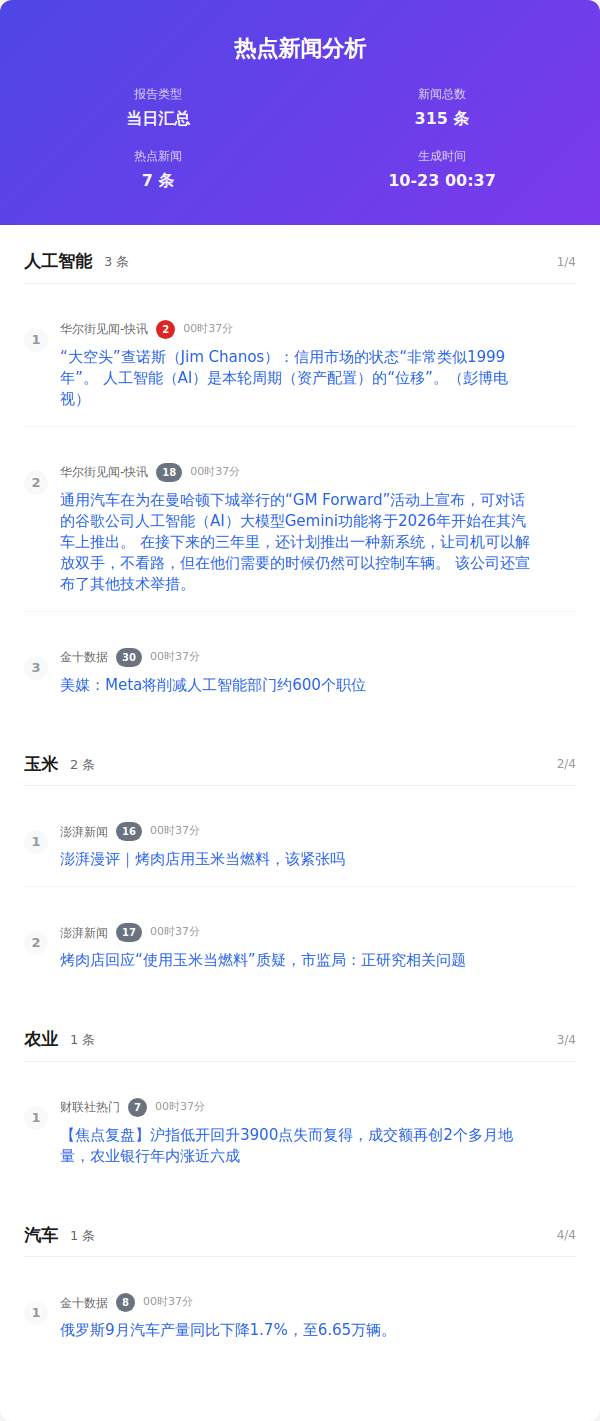 热点新闻分析
报告类型
当日汇总
新闻总数
315 条
热点新闻
7 条
生成时间
10-23 00:37
人工智能 3 条 1/4
1
华尔街见闻-快讯 2 00时37分
“大空头”查诺斯（Jim Chanos）：信用市场的状态“非常类似1999
年”。 人工智能（AI）是本轮周期（资产配置）的“位移”。（彭博电
视）
2
华尔街见闻-快讯 18 00时37分
通用汽车在为在曼哈顿下城举行的“GM Forward”活动上宣布，可对话
的谷歌公司人工智能（AI）大模型Gemini功能将于2026年开始在其汽
车上推出。 在接下来的三年里，还计划推出一种新系统，让司机可以解
放双手，不看路，但在他们需要的时候仍然可以控制车辆。 该公司还宣
布了其他技术举措。
3
金十数据 30 00时37分
美媒：Meta将削减人工智能部门约600个职位
玉米 2 条 2/4
1
澎湃新闻 16 00时37分
澎湃漫评｜烤肉店用玉米当燃料，该紧张吗
2
澎湃新闻 17 00时37分
烤肉店回应“使用玉米当燃料”质疑，市监局：正研究相关问题
农业 1 条 3/4
1
财联社热门 7 00时37分
【焦点复盘】沪指低开回升3900点失而复得，成交额再创2个多月地
量，农业银行年内涨近六成
汽车 1 条 4/4
1
金十数据 8 00时37分
俄罗斯9月汽车产量同比下降1.7%，至6.65万辆。